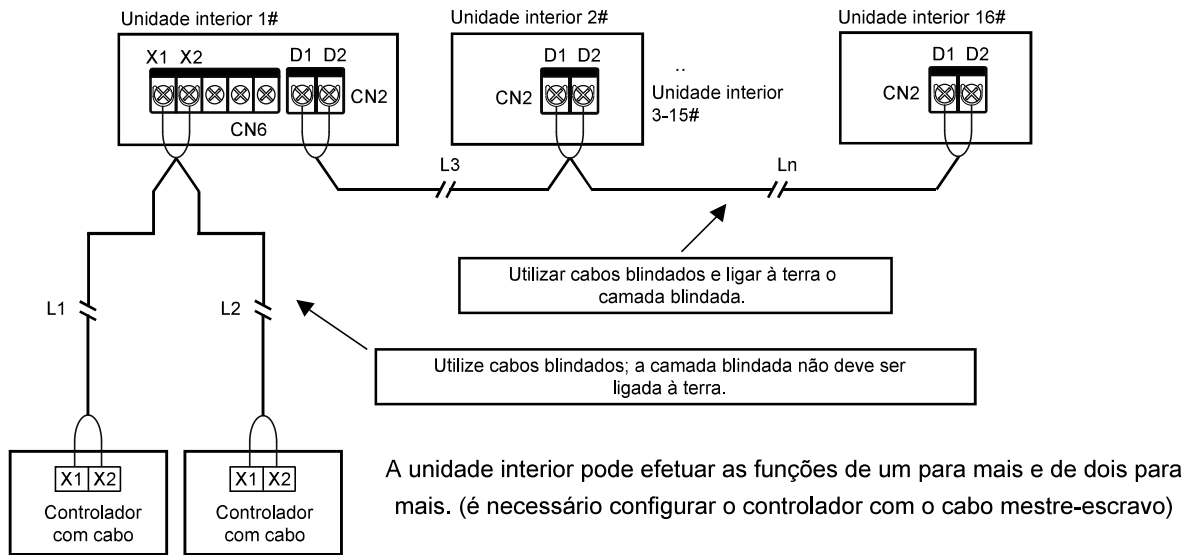 Unidade interior 1#
Unidade interior 2#
Unidade interior 16#
X1 X2
D1 D2
CN2
CN6
D1 D2
CN2
..
Unidade interior
3-15#
D1 D2
CN2
L3
Ln
Utilizar cabos blindados e ligar à terra o
camada blindada.
L1
L2
Utilize cabos blindados; a camada blindada não deve ser
ligada à terra.
X1 X2
Controlador
com cabo
X1 X2
Controlador
com cabo
A unidade interior pode efetuar as funções de um para mais e de dois para
mais. (é necessário configurar o controlador com o cabo mestre-escravo)